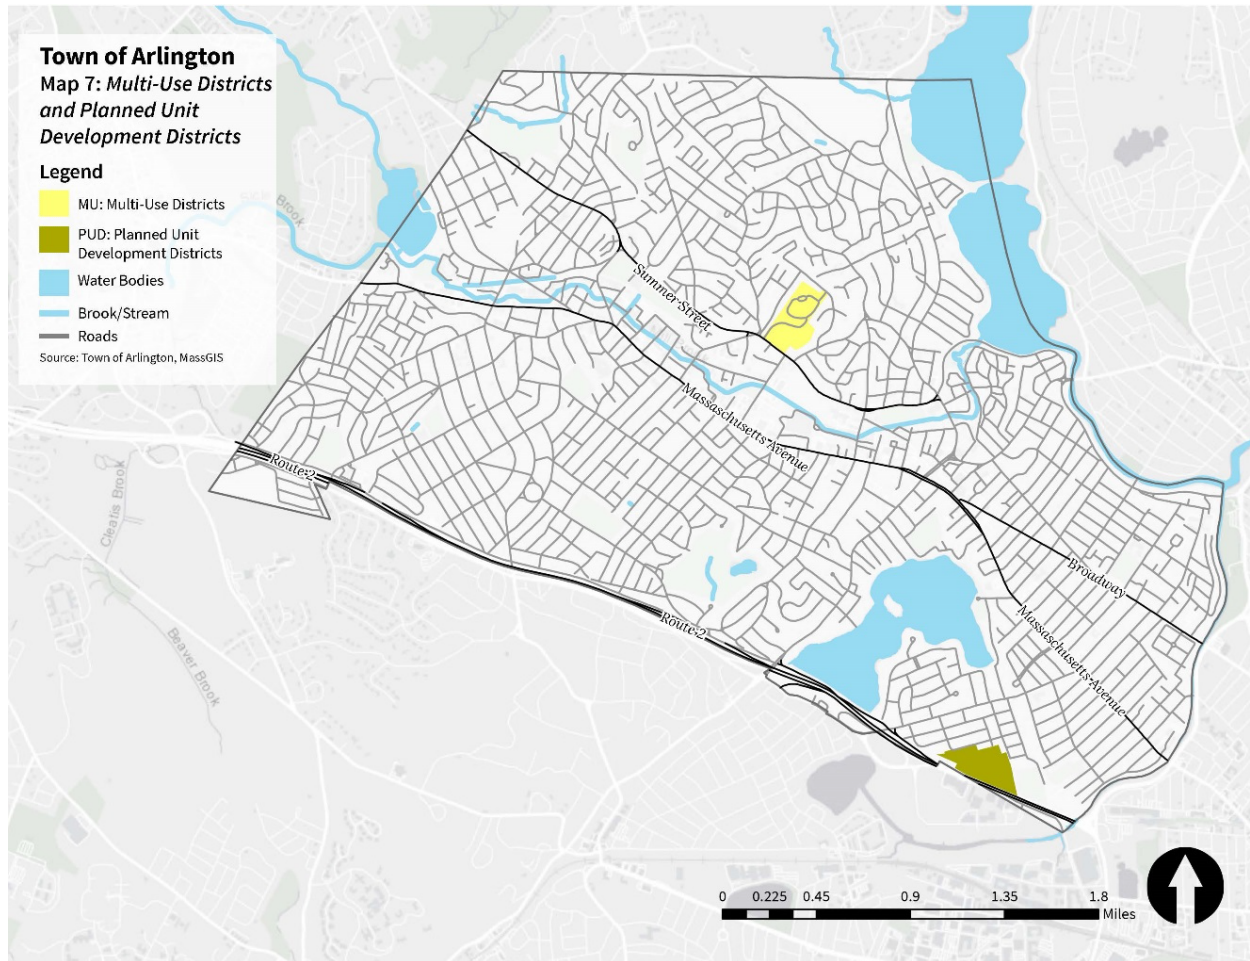 Town of Arlington
Map 7: Multi-Use Districts
and Planned Unit
Development Districts
Legend
MU: Multi-Use Districts
PUD: Planned Unit
Development Districts
Water Bodies
Brook/Stream
Roads
Source: Town of Arlington, MassGIS
Brook
Summer Street
Massachusetts Avenue
Route 2
Cleatis Brook
Beaver Brook
Route 2
Broadway
Massachusetts Avenue
0 0.225 0.45 0.9 1.35 1.8
Miles